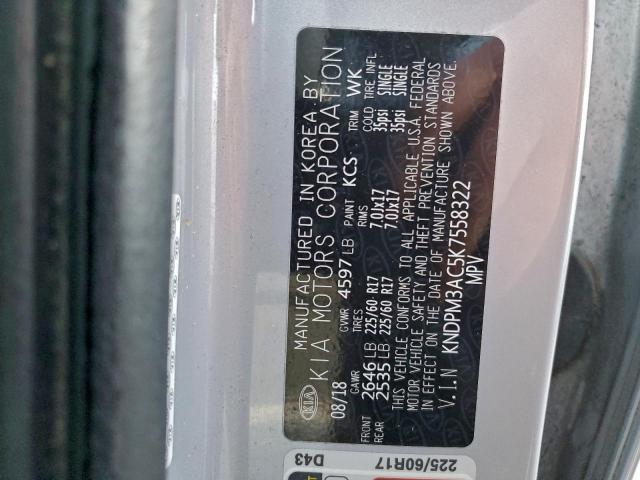 MANUFACTURED IN KOREA BY
KIA KIA MOTORS CORPORATION
08/18 GVWR 4597 LB PAINT KCS TRIM WK
GAWR TIRES RIMS COLD TIRE INFL
FRONT 2646 LB 225/60 R17 7.0Jx17 35psi SINGLE
REAR 2535 LB 225/60 R17 7.0Jx17 35psi SINGLE
THIS VEHICLE CONFORMS TO ALL APPLICABLE U.S.A. FEDERAL
MOTOR VEHICLE SAFETY AND THEFT PREVENTION STANDARDS
IN EFFECT ON THE DATE OF MANUFACTURE SHOWN ABOVE.
V.I.N KNDPM3AC5K7558322
MPV
D43
225/60R17